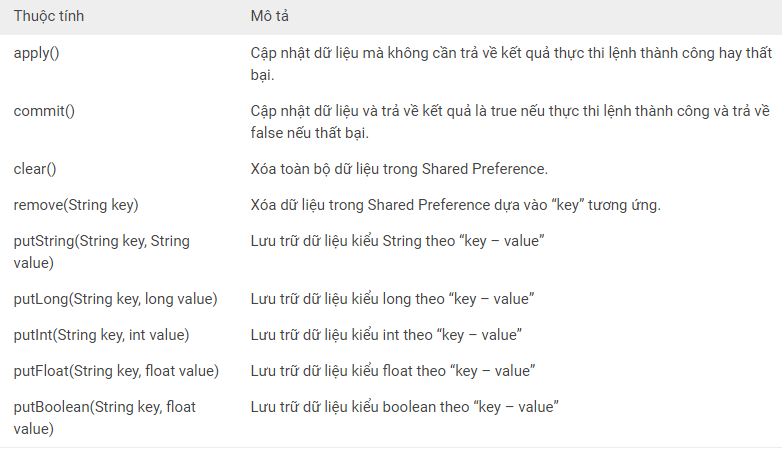 Thuộc tính Mô tả
apply() Cập nhật dữ liệu mà không cần trả về kết quả thực thi lệnh thành công hay thất
bại.
commit() Cập nhật dữ liệu và trả về kết quả là true nếu thực thi lệnh thành công và trả về
false nếu thất bại.
clear() Xóa toàn bộ dữ liệu trong Shared Preference.
remove(String key) Xóa dữ liệu trong Shared Preference dựa vào “key” tương ứng.
putString(String key, String Lưu trữ dữ liệu kiểu String theo “key – value”
value)
putLong(String key, long value) Lưu trữ dữ liệu kiểu long theo “key – value”
putInt(String key, int value) Lưu trữ dữ liệu kiểu int theo “key – value”
putFloat(String key, float value) Lưu trữ dữ liệu kiểu float theo “key – value”
putBoolean(String key, float Lưu trữ dữ liệu kiểu boolean theo “key – value”
value)